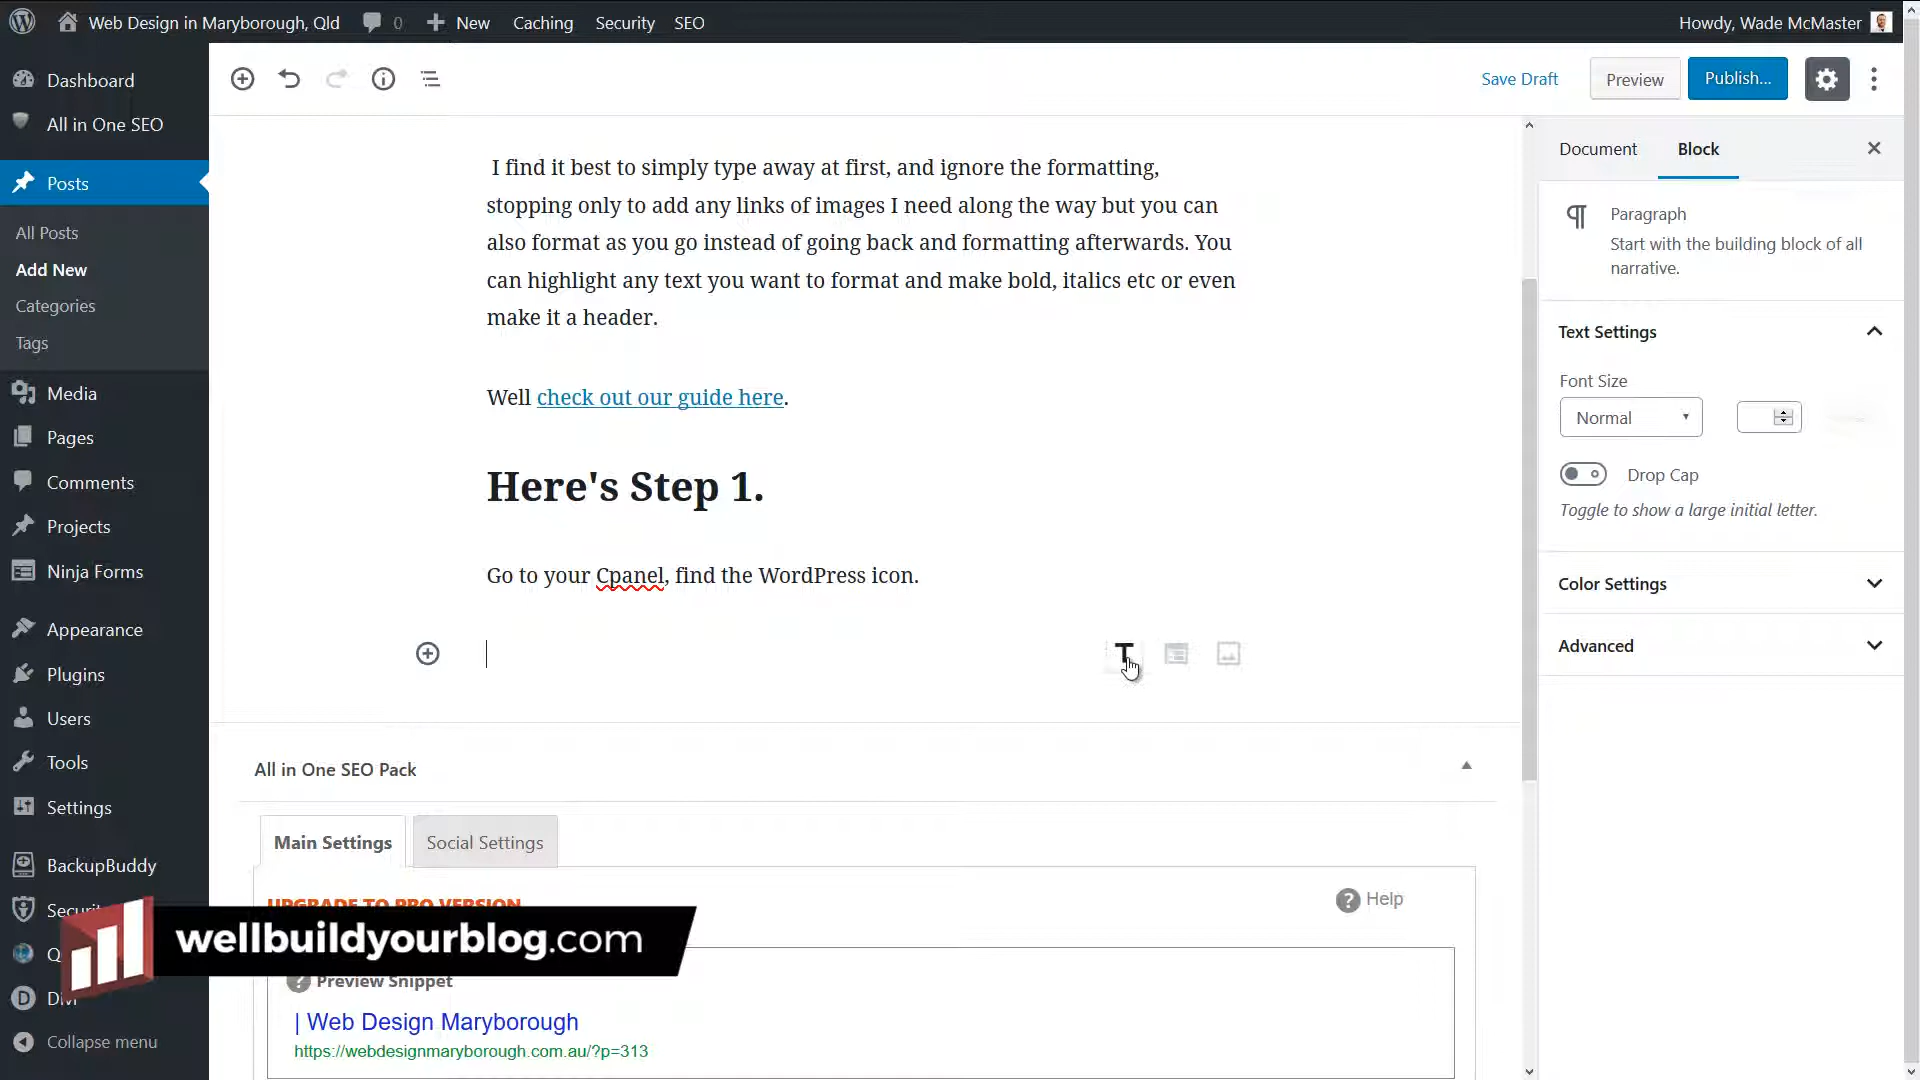 Web Design in Maryborough, Qld
0
New
Caching
Security
SEO
Howdy, Wade McMaster
Dashboard
All in One SEO
Posts
All Posts
Add New
Categories
Tags
Media
Pages
Comments
Projects
Ninja Forms
Appearance
Plugins
Users
Tools
Settings
BackupBuddy
Collapse menu
Save Draft
Preview
Publish...
I find it best to simply type away at first, and ignore the formatting,
stopping only to add any links of images I need along the way but you can
also format as you go instead of going back and formatting afterwards. You
can highlight any text you want to format and make bold, italics etc or even
make it a header.
Well check out our guide here.
Here's Step 1.
Go to your Cpanel, find the WordPress icon.
T
All in One SEO Pack
Main Settings
Social Settings
UPGRADE TO PRO VERSION
Help
wellbuildyourblog.com
Preview Snippet
| Web Design Maryborough
https://webdesignmaryborough.com.au/?p=313
Document
Block
Paragraph
Start with the building block of all
narrative.
Text Settings
Font Size
Normal
Drop Cap
Toggle to show a large initial letter.
Color Settings
Advanced